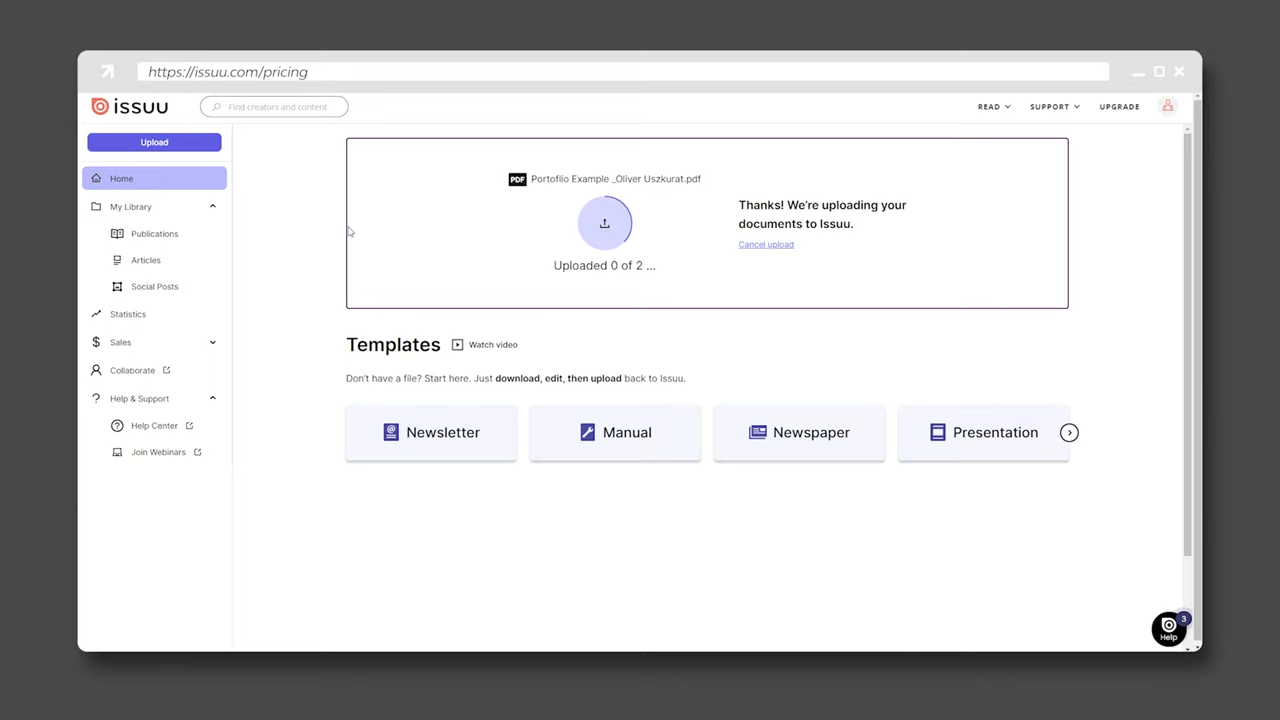 https://issuu.com/pricing
issuu
Find creators and content
READ
SUPPORT
UPGRADE
Upload
Home
My Library
Publications
Articles
Social Posts
Statistics
$ Sales
Collaborate
? Help & Support
Help Center
Join Webinars
PDF Portoflio Example _Oliver Uszkurat.pdf
Uploaded 0 of 2 ...
Thanks! We're uploading your
documents to Issuu.
Cancel upload
Templates
Watch video
Don't have a file? Start here. Just download, edit, then upload back to Issuu.
Newsletter
Manual
Newspaper
Presentation
3
Help